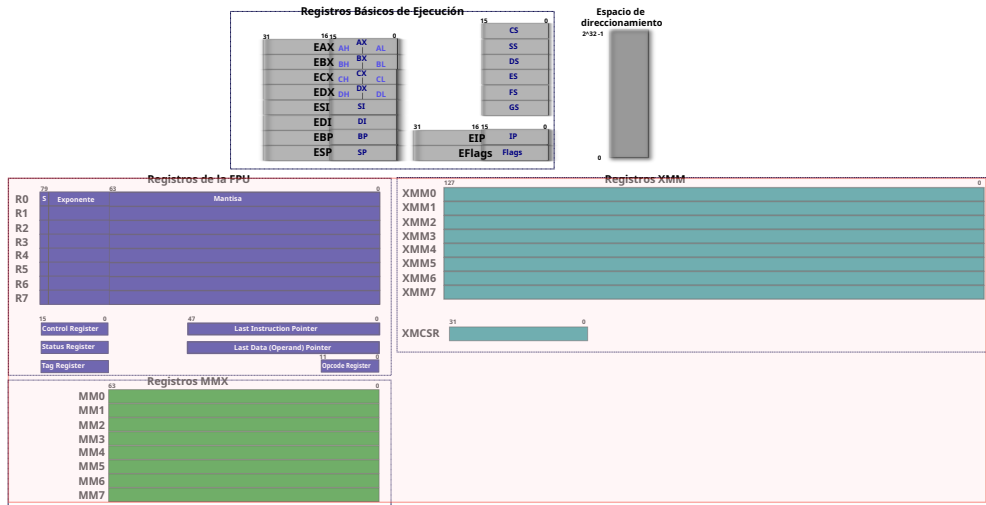 Registros Básicos de Ejecución
31 16 15 0
EAX AX AH AL
EBX BX BH BL
ECX CX CH CL
EDX DX DH DL
ESI SI
EDI DI
EBP BP
ESP SP
15 0
CS
SS
DS
ES
FS
GS
31 16 15 0
EIP IP
EFlags Flags
Espacio de
direccionamiento
2^32 -1
0
Registros de la FPU
79 63 0
R0 S Exponente Mantisa
R1
R2
R3
R4
R5
R6
R7
15 0
Control Register
Status Register
Tag Register
47 0
Last Instruction Pointer
Last Data (Operand) Pointer
11 0
Opcode Register
Registros XMM
127 0
XMM0
XMM1
XMM2
XMM3
XMM4
XMM5
XMM6
XMM7
31 0
XMCSR
Registros MMX
63 0
MM0
MM1
MM2
MM3
MM4
MM5
MM6
MM7